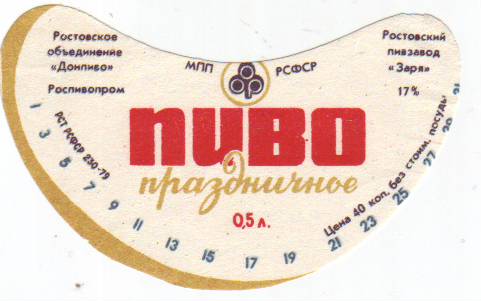 Ростовское
объединение
«Донпиво»
Роспивопром
МПП РСФСР
Ростовский
пивзавод
«Заря»
17%
пиво
праздничное
0,5 л.
РСТ РСФСР 230-79
Цена 40 коп. без стоим. посуды
1 3 5 7 9 11 13 15 17 19 21 23 25 27 29 31